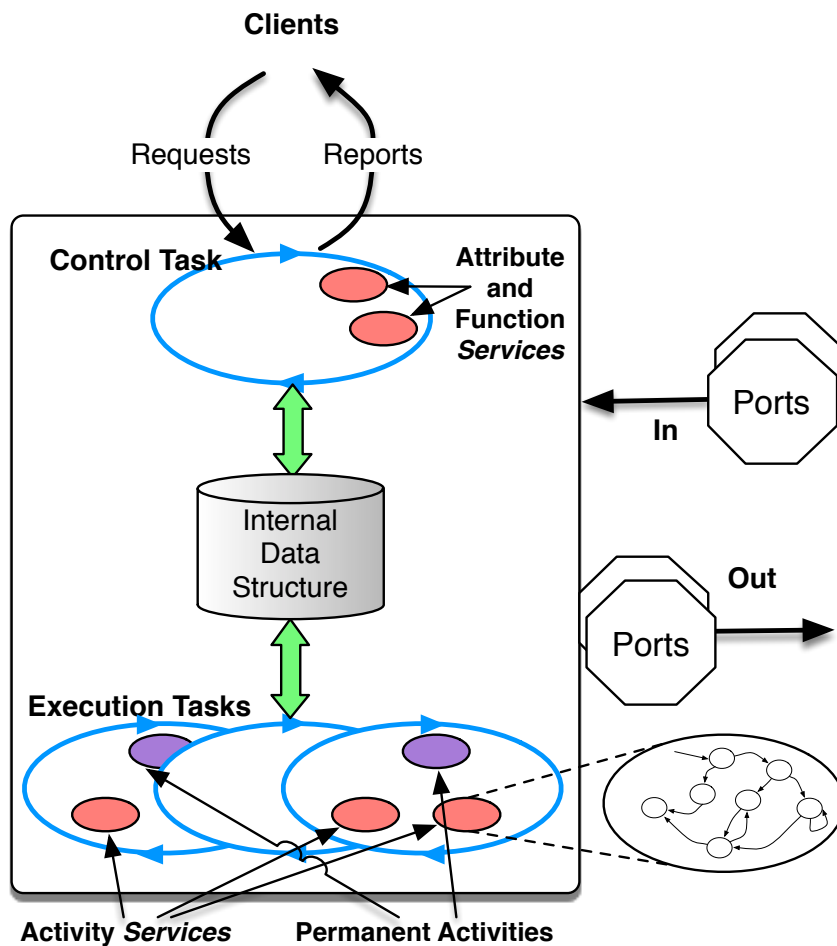 Clients
Requests
Reports
Control Task
Attribute
and
Function
Services
Ports
In
Internal
Data
Structure
Out
Ports
Execution Tasks
Activity Services
Permanent Activities